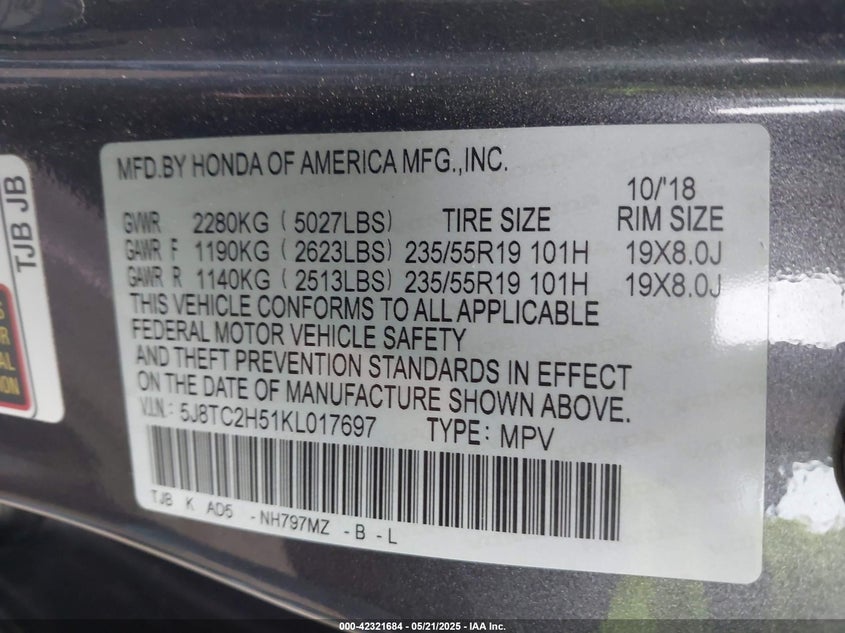 MFD.BY HONDA OF AMERICA MFG.,INC.
10/'18
GVWR 2280KG (5027LBS) TIRE SIZE RIM SIZE
GAWR F 1190KG (2623LBS) 235/55R19 101H 19X8.0J
GAWR R 1140KG (2513LBS) 235/55R19 101H 19X8.0J
THIS VEHICLE CONFORMS TO ALL APPLICABLE
FEDERAL MOTOR VEHICLE SAFETY
AND THEFT PREVENTION STANDARDS IN EFFECT
ON THE DATE OF MANUFACTURE SHOWN ABOVE.
V.I.N.: 5J8TC2H51KL017697 TYPE: MPV
TJB K AD5 -NH797MZ -B -L
TJB JB
000-42321684 — 05/21/2025 — IAA Inc.